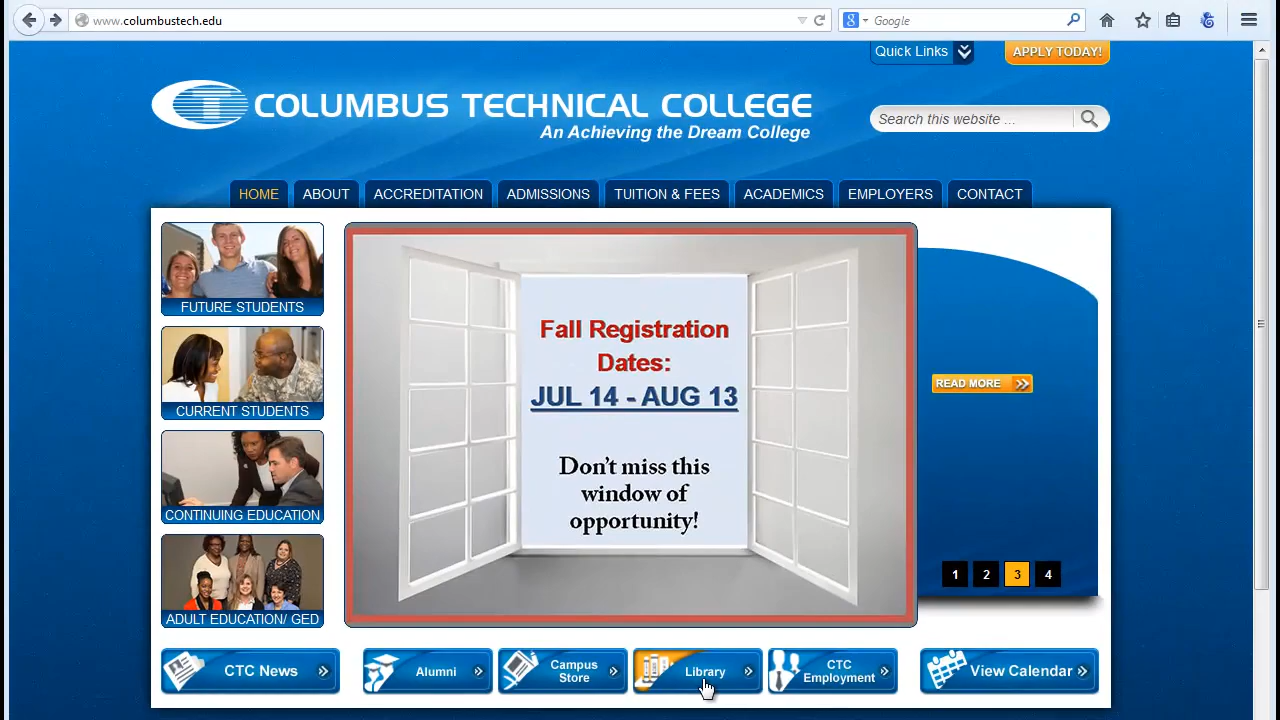 www.columbustech.edu
Google
Quick Links
APPLY TODAY!
COLUMBUS TECHNICAL COLLEGE
An Achieving the Dream College
Search this website ...
HOME
ABOUT
ACCREDITATION
ADMISSIONS
TUITION & FEES
ACADEMICS
EMPLOYERS
CONTACT
FUTURE STUDENTS
CURRENT STUDENTS
CONTINUING EDUCATION
ADULT EDUCATION/ GED
Fall Registration
Dates:
JUL 14 - AUG 13
Don't miss this
window of
opportunity!
READ MORE
1
2
3
4
CTC News
Alumni
Campus
Store
Library
CTC
Employment
View Calendar